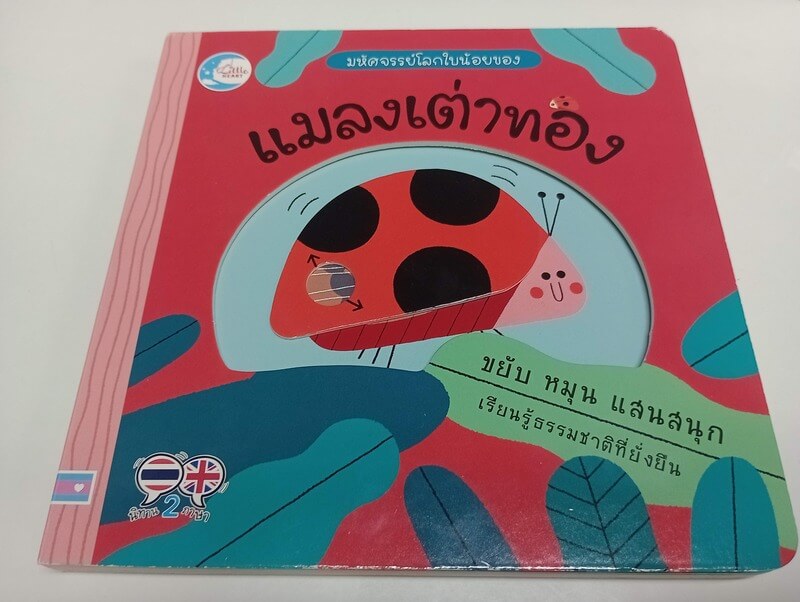 Little
มหัศจรรย์โลกใบน้อยของ
แมลงเต่าทอง
ขยับ หมุน แสนสนุก
เรียนรู้ธรรมชาติที่ยั่งยืน
นิทาน 2 ภาษา